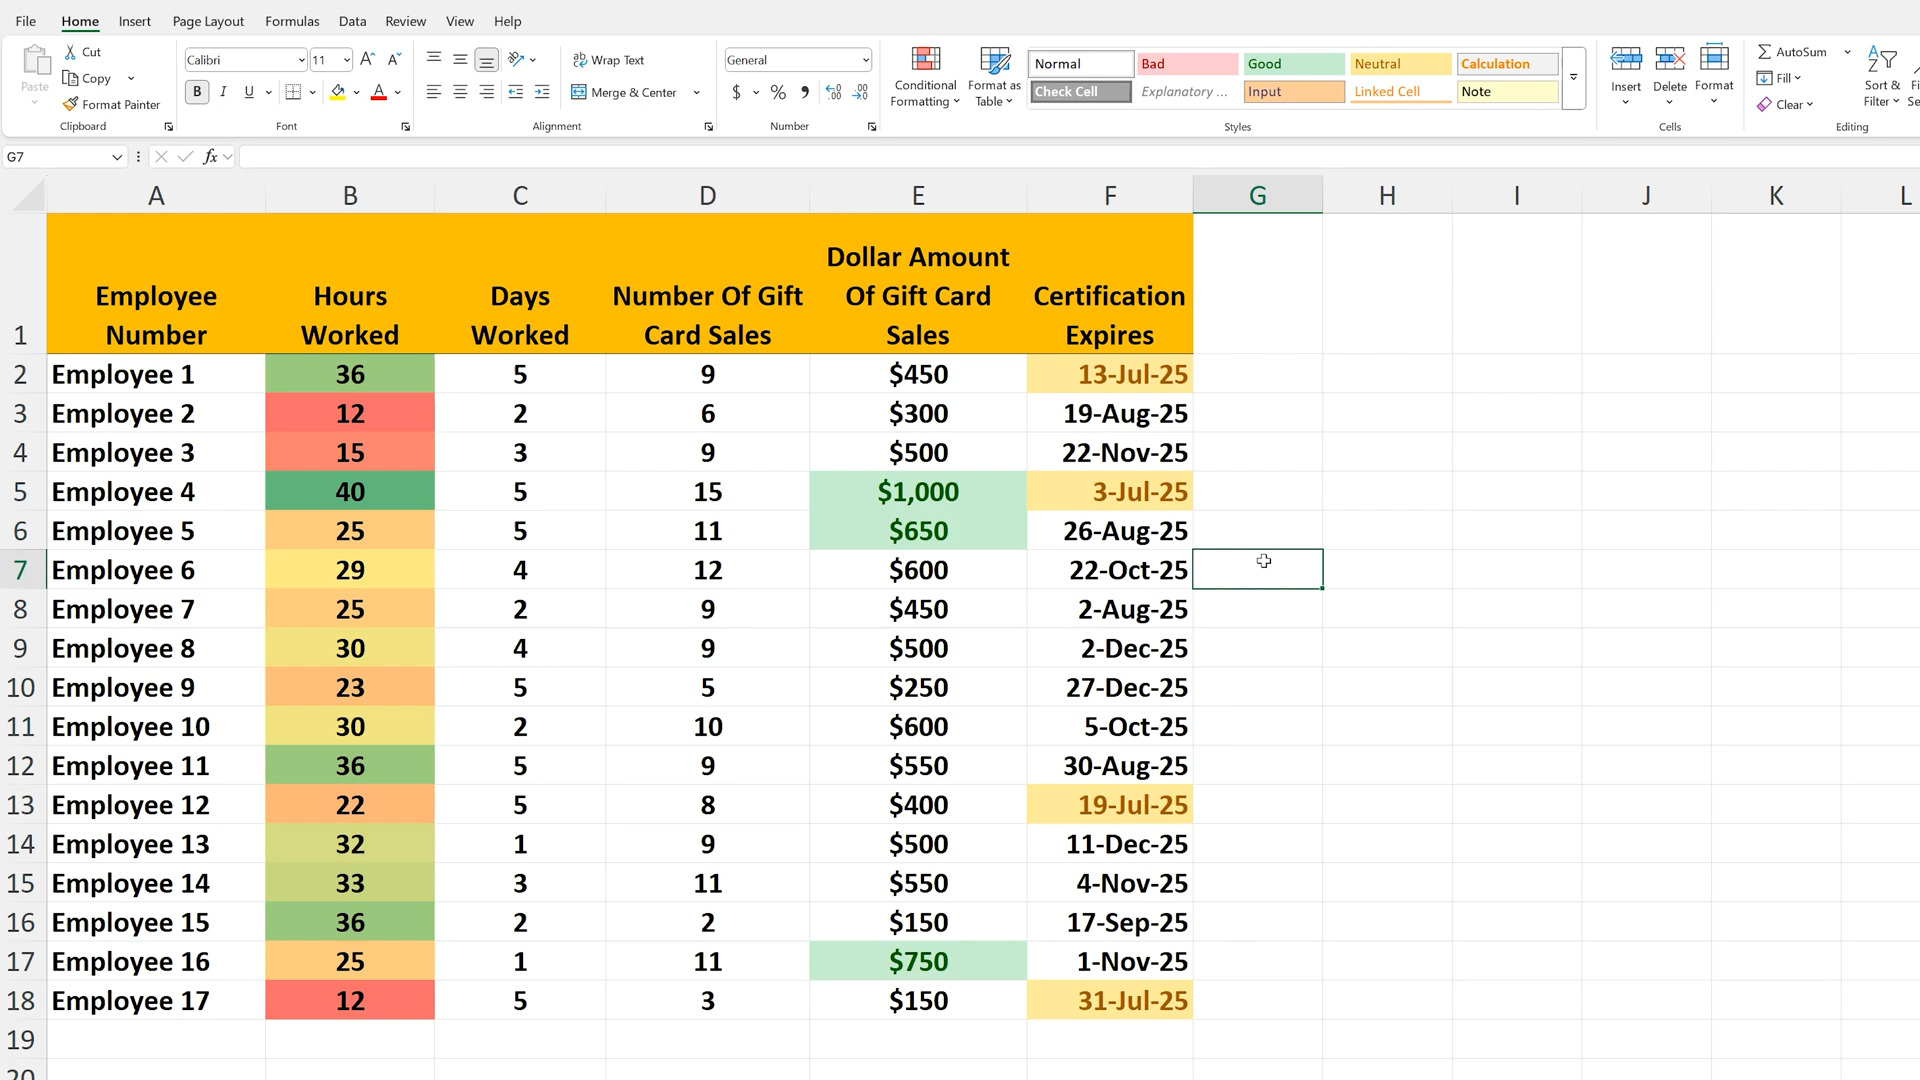 File Home Insert Page Layout Formulas Data Review View Help
Paste
Cut
Copy
Format Painter
Clipboard
Calibri 11 A A
B I U A
Font
Wrap Text
Merge & Center
Alignment
General
$ % 9 .00
Number
Conditional Formatting
Format as Table
Normal Bad Good Neutral Calculation
Check Cell Explanatory ... Input Linked Cell Note
Styles
Insert Delete Format
Cells
AutoSum
Fill
Clear
Sort & Filter
Editing
G7 fx
A B C D E F G H I J K L
1 Employee Number Hours Worked Days Worked Number Of Gift Card Sales Dollar Amount Of Gift Card Sales Certification Expires
2 Employee 1 36 5 9 $450 13-Jul-25
3 Employee 2 12 2 6 $300 19-Aug-25
4 Employee 3 15 3 9 $500 22-Nov-25
5 Employee 4 40 5 15 $1,000 3-Jul-25
6 Employee 5 25 5 11 $650 26-Aug-25
7 Employee 6 29 4 12 $600 22-Oct-25
8 Employee 7 25 2 9 $450 2-Aug-25
9 Employee 8 30 4 9 $500 2-Dec-25
10 Employee 9 23 5 5 $250 27-Dec-25
11 Employee 10 30 2 10 $600 5-Oct-25
12 Employee 11 36 5 9 $550 30-Aug-25
13 Employee 12 22 5 8 $400 19-Jul-25
14 Employee 13 32 1 9 $500 11-Dec-25
15 Employee 14 33 3 11 $550 4-Nov-25
16 Employee 15 36 2 2 $150 17-Sep-25
17 Employee 16 25 1 11 $750 1-Nov-25
18 Employee 17 12 5 3 $150 31-Jul-25
19
20